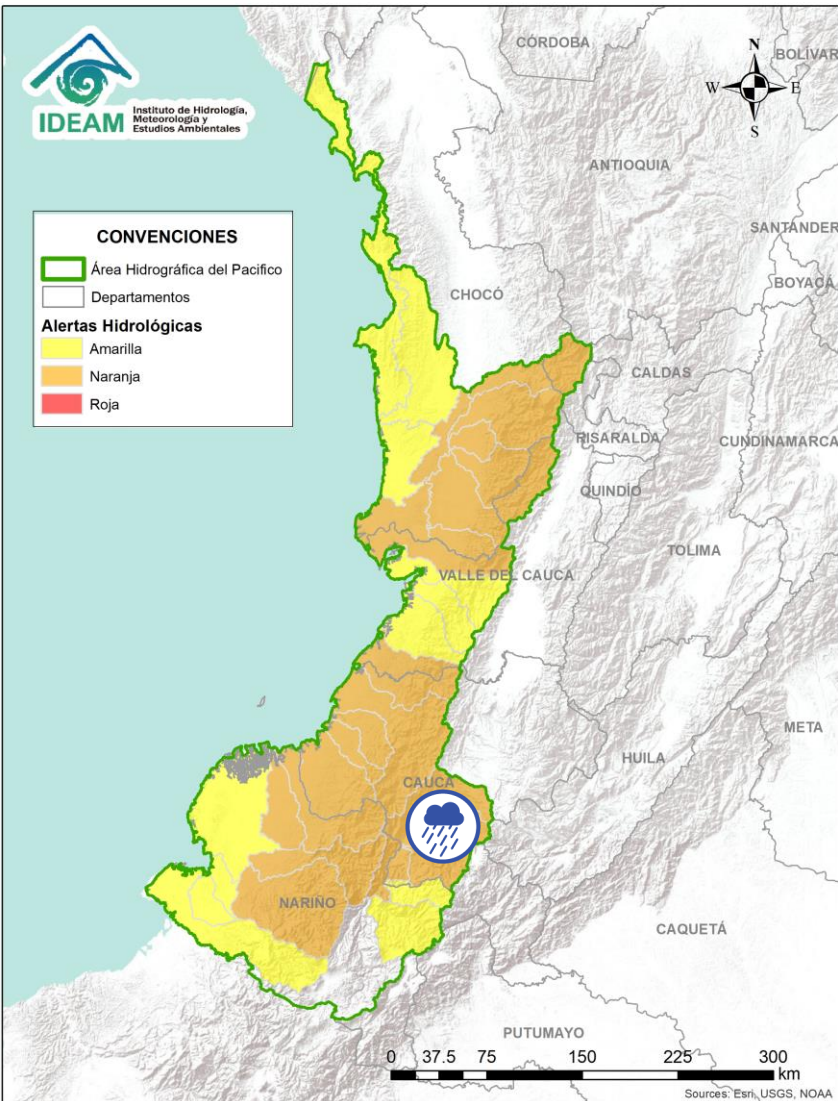 IDEAM
Instituto de Hidrología,
Meteorología y
Estudios Ambientales
N
W
E
S
CONVENCIONES
Área Hidrográfica del Pacifico
Departamentos
Alertas Hidrológicas
Amarilla
Naranja
Roja
CÓRDOBA
BOLÍVAR
ANTIOQUIA
SANTANDER
BOYACÁ
CHOCÓ
CALDAS
RISARALDA
CUNDINAMARCA
QUINDÍO
TOLIMA
VALLE DEL CAUCA
META
HUILA
CAUCA
NARIÑO
CAQUETÁ
PUTUMAYO
0 37.5 75 150 225 300
km
Sources: Esri, USGS, NOAA